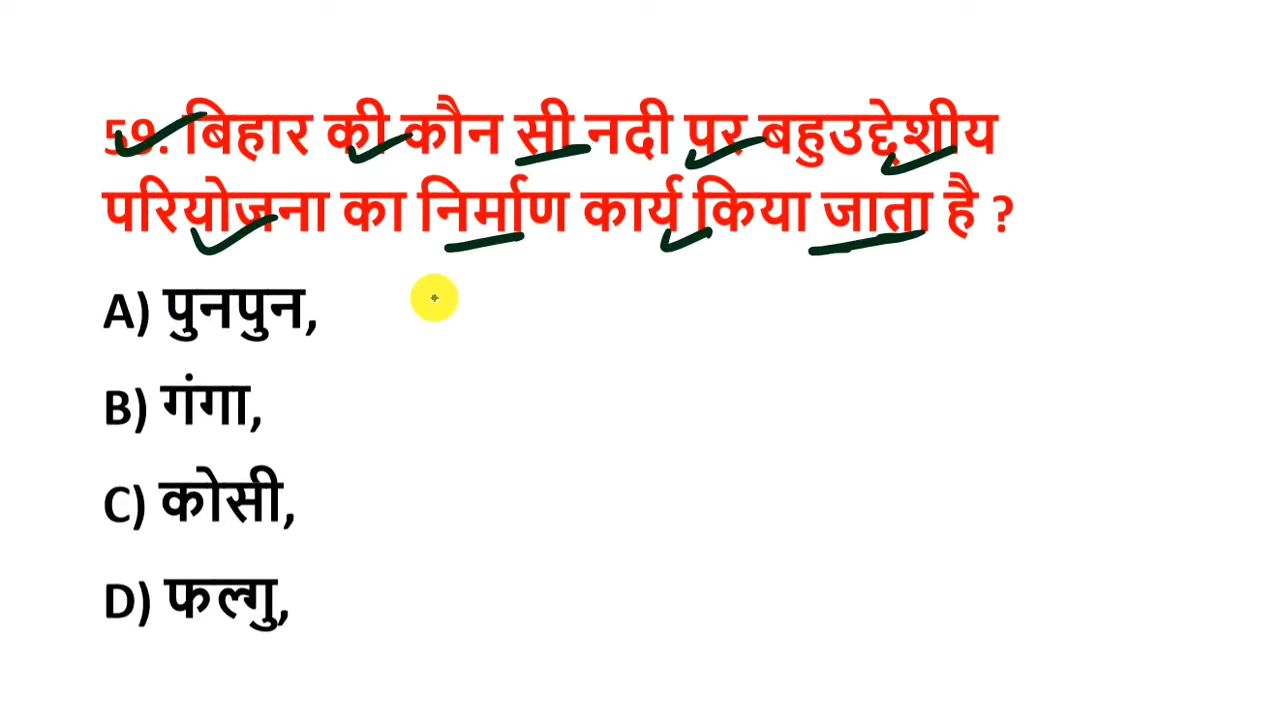 59. बिहार की कौन सी नदी पर बहुउद्देशीय
परियोजना का निर्माण कार्य किया जाता है ?
A) पुनपुन,
B) गंगा,
C) कोसी,
D) फल्गु,